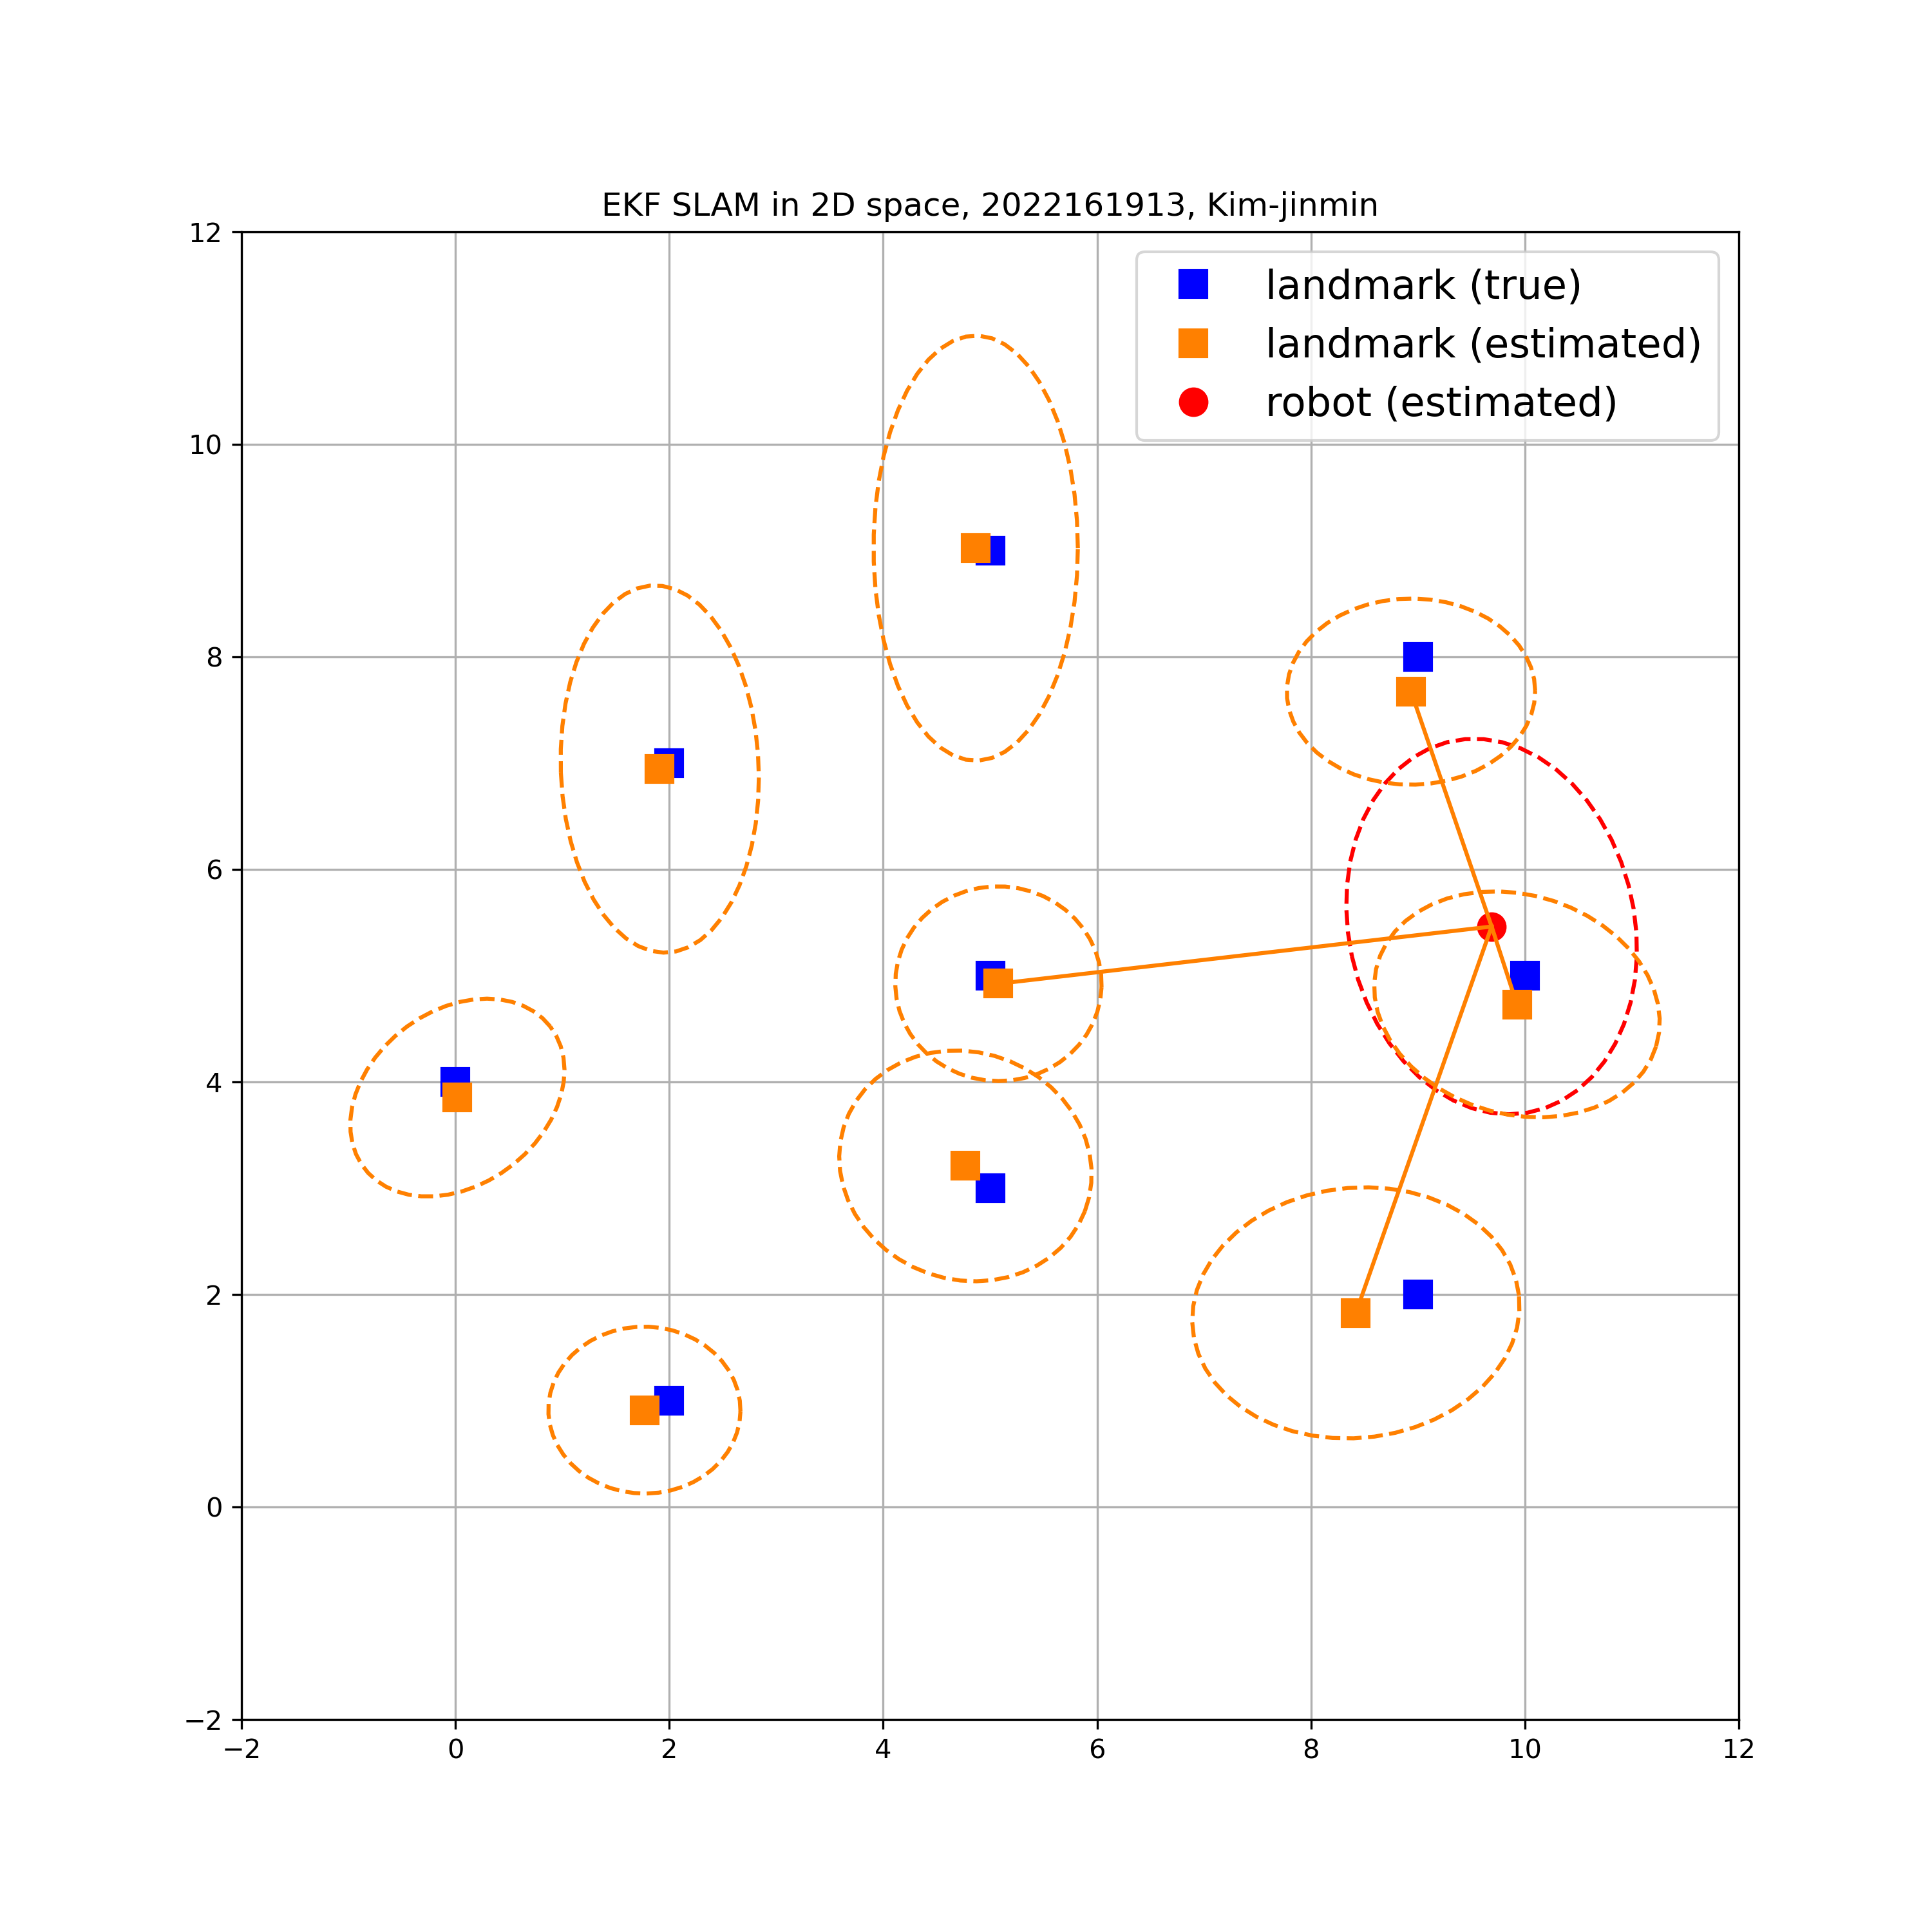 EKF SLAM in 2D space, 2022161913, Kim-jinmin
12
landmark (true)
landmark (estimated)
robot (estimated)
10
8
6
4
2
0
−2
−2 0 2 4 6 8 10 12